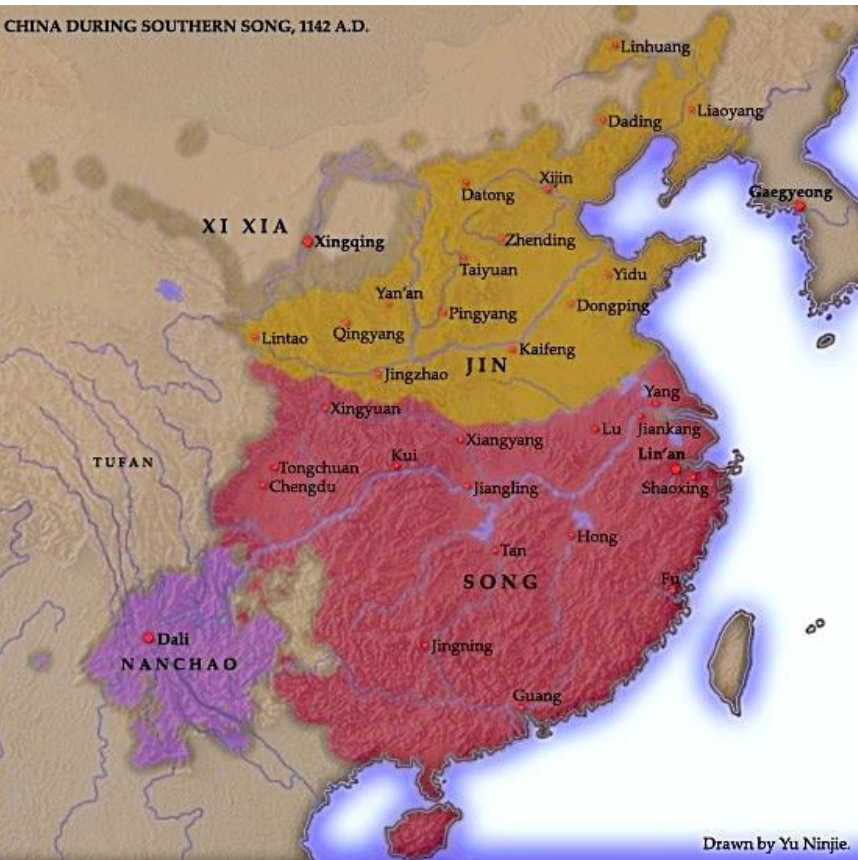 CHINA DURING SOUTHERN SONG, 1142 A.D.
Linhuang
Liaoyang
Dading
Xijin
Datong
Gaegyeong
XI XIA
Xingqing
Zhending
Taiyuan
Yidu
Yan'an
Dongping
Pingyang
Qingyang
Lintao
Kaifeng
JIN
Jingzhao
Yang
Xingyuan
Lu
Jiankang
Xiangyang
Lin'an
Kui
TUFAN
Tongchuan
Chengdu
Jiangling
Shaoxing
Hong
Tan
SONG
Fu
Dali
NANCHAO
Jingning
Guang
Drawn by Yu Ninjie.